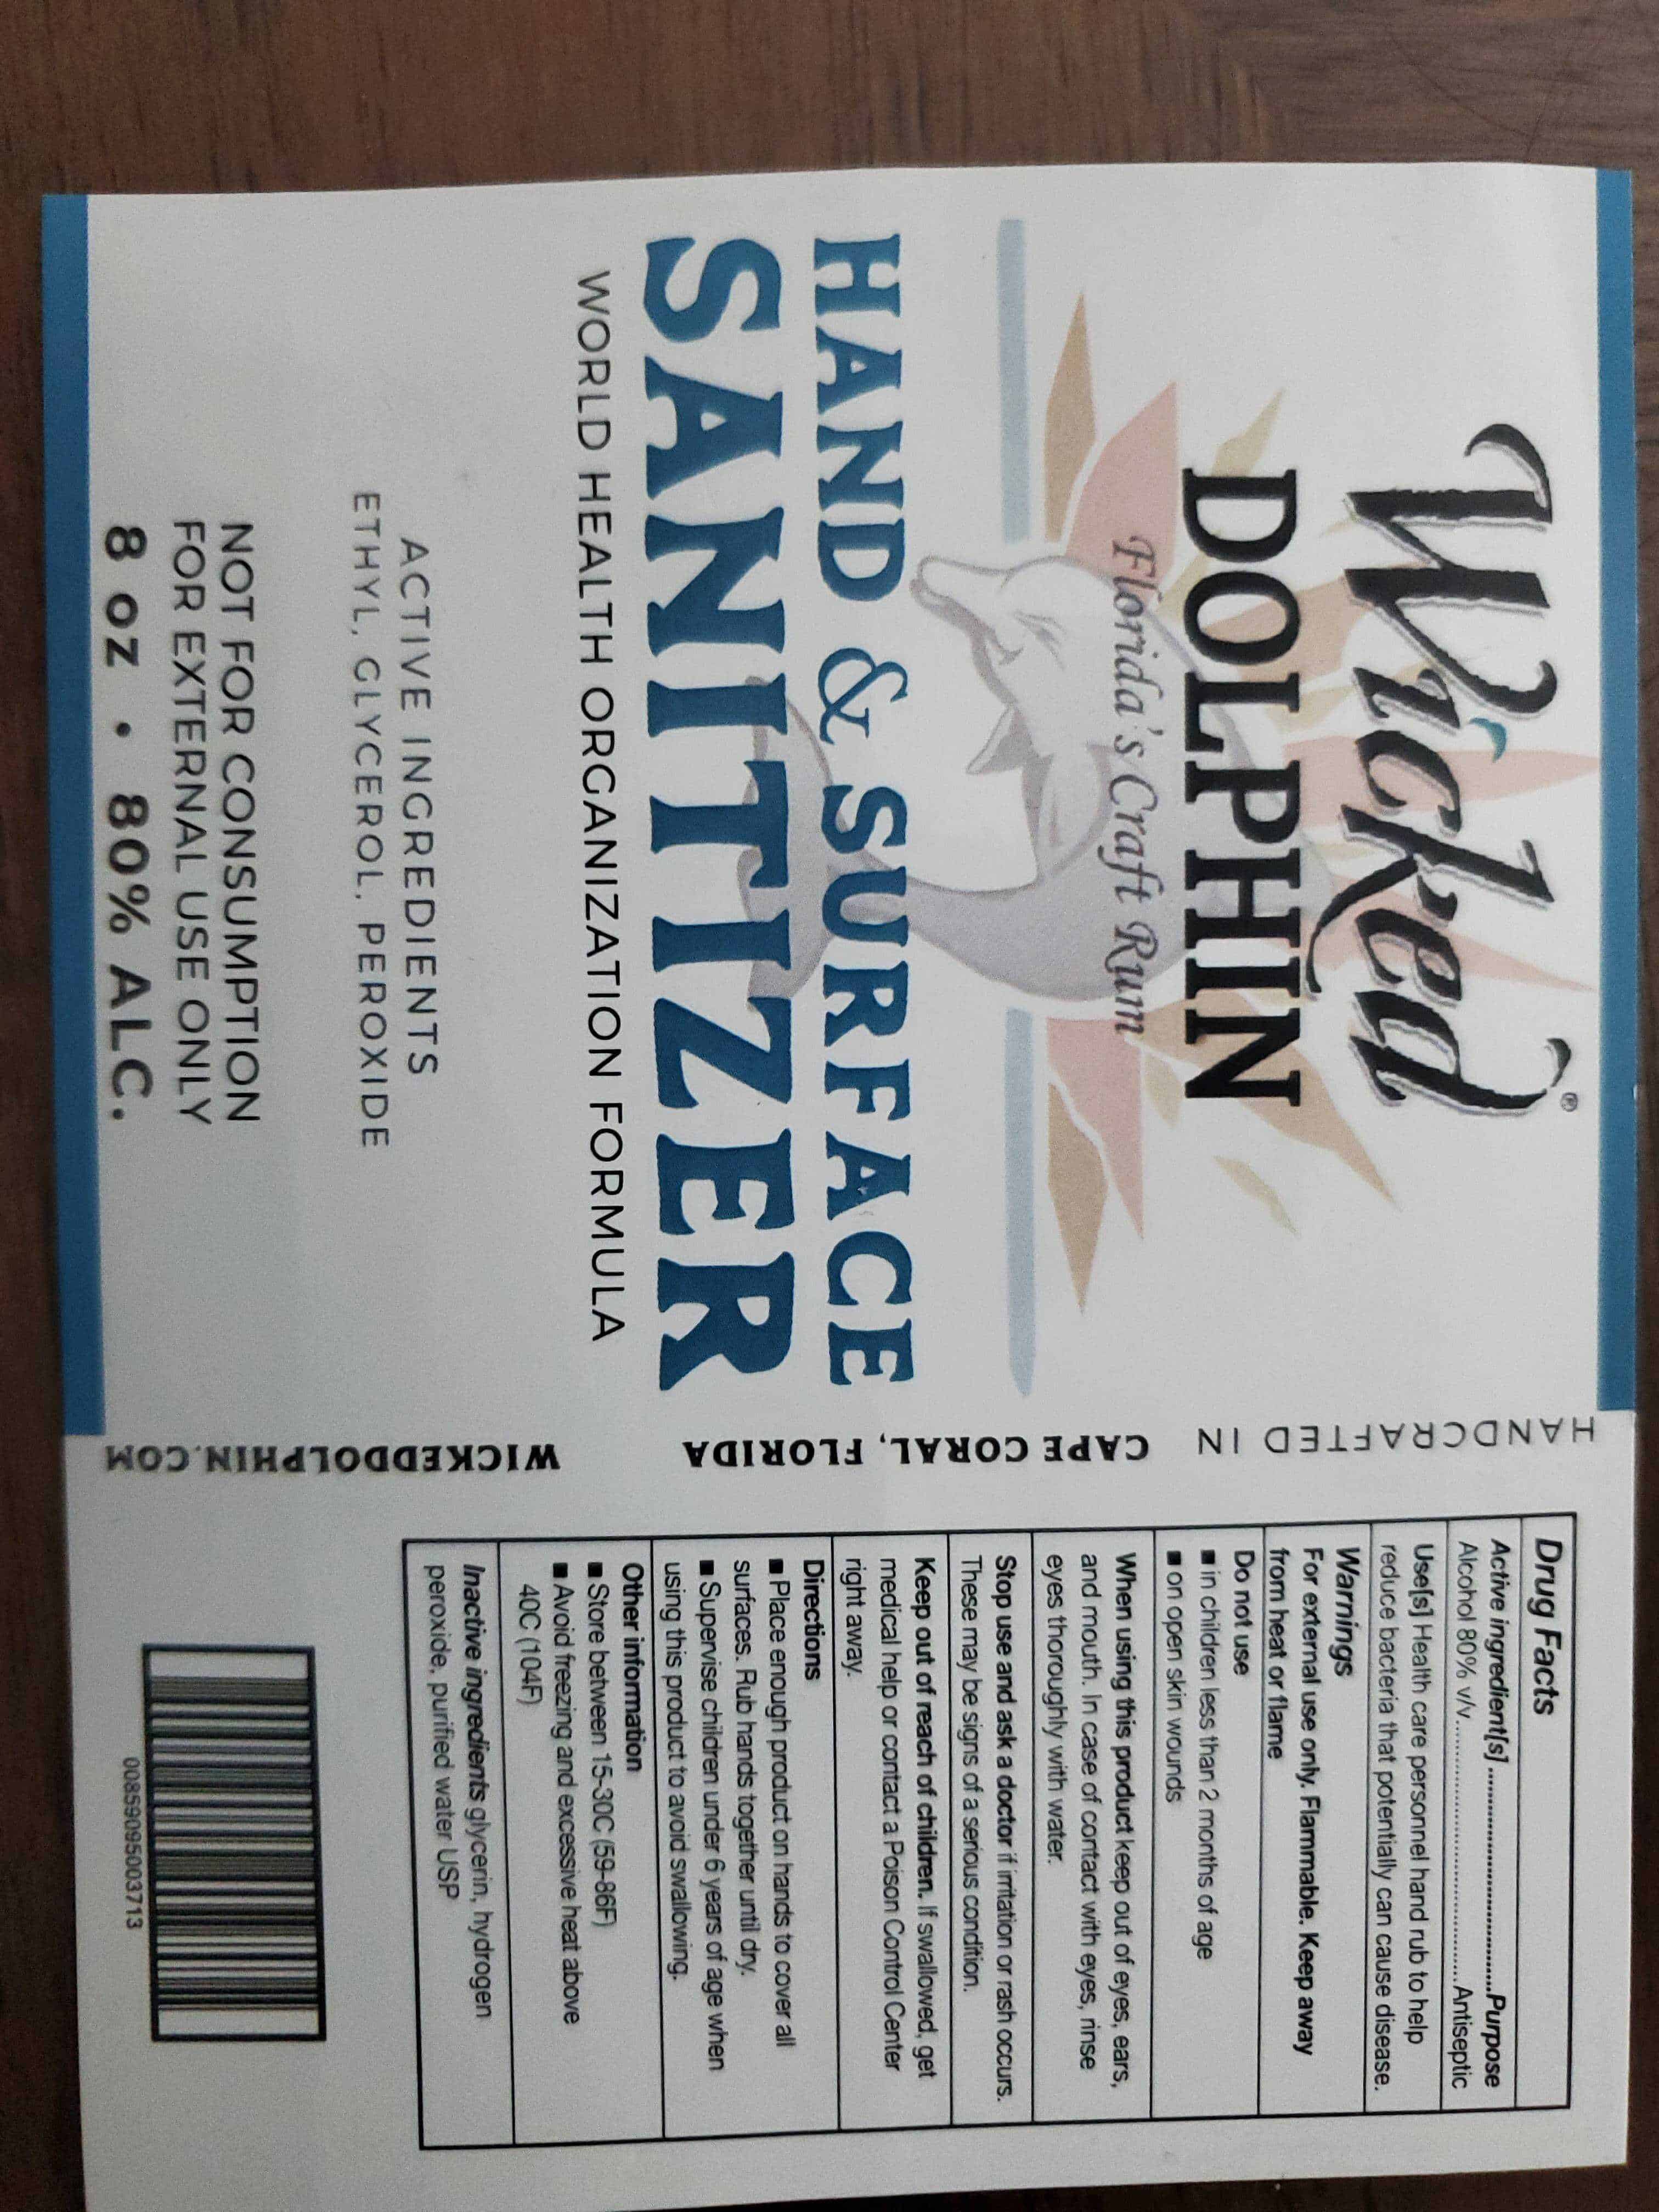 Wicked®
DOLPHIN
Florida's Craft Rum
HAND & SURFACE
SANITIZER
WORLD HEALTH ORGANIZATION FORMULA
ACTIVE INGREDIENTS
ETHYL, GLYCEROL, PEROXIDE
NOT FOR CONSUMPTION
FOR EXTERNAL USE ONLY
8 OZ • 80% ALC.
HANDCRAFTED IN CAPE CORAL, FLORIDA WICKEDDOLPHIN.COM
Drug Facts
Active ingredient[s]..............................................Purpose
Alcohol 80% v/v..............................................Antiseptic
Use[s] Health care personnel hand rub to help
reduce bacteria that potentially can cause disease.
Warnings
For external use only. Flammable. Keep away
from heat or flame
Do not use
■ in children less than 2 months of age
■ on open skin wounds
When using this product keep out of eyes, ears,
and mouth. In case of contact with eyes, rinse
eyes thoroughly with water.
Stop use and ask a doctor if irritation or rash occurs.
These may be signs of a serious condition.
Keep out of reach of children. If swallowed, get
medical help or contact a Poison Control Center
right away.
Directions
■ Place enough product on hands to cover all
surfaces. Rub hands together until dry.
■ Supervise children under 6 years of age when
using this product to avoid swallowing.
Other information
■ Store between 15-30C (59-86F)
■ Avoid freezing and excessive heat above
40C (104F)
Inactive ingredients glycerin, hydrogen
peroxide, purified water USP
00859095003713